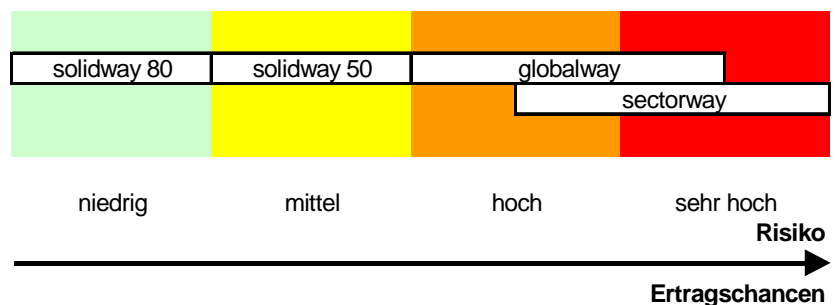 solidway 80 solidway 50 globalway
sectorway
niedrig mittel hoch sehr hoch
Risiko
Ertragschancen